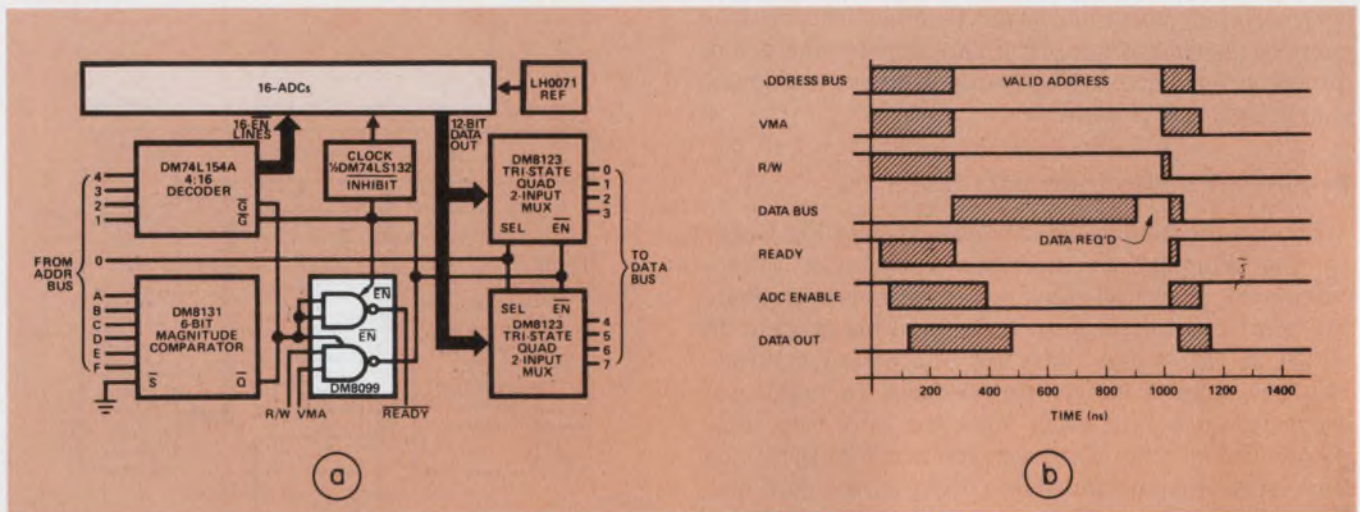 16-ADCs
LH0071
REF
16-EN
LINES
12-BIT
DATA
OUT
DM74L154A
4:16
DECODER
4
3
2
1
G
G
CLOCK
½DM74LS132
INHIBIT
DM8123
TRI-STATE
QUAD
2-INPUT
MUX
SEL
EN
0
1
2
3
FROM
ADDR
BUS
0
TO
DATA
BUS
A
B
C
D
E
F
DM8131
6-BIT
MAGNITUDE
COMPARATOR
S
Q
EN
EN
DM8099
R/W
VMA
READY
SEL
EN
DM8123
TRI-STATE
QUAD
2-INPUT
MUX
4
5
6
7
a
ADDRESS BUS
VALID ADDRESS
VMA
R/W
DATA BUS
DATA REQ'D
READY
ADC ENABLE
DATA OUT
200
400
600
800
1000
1200
1400
TIME (ns)
b